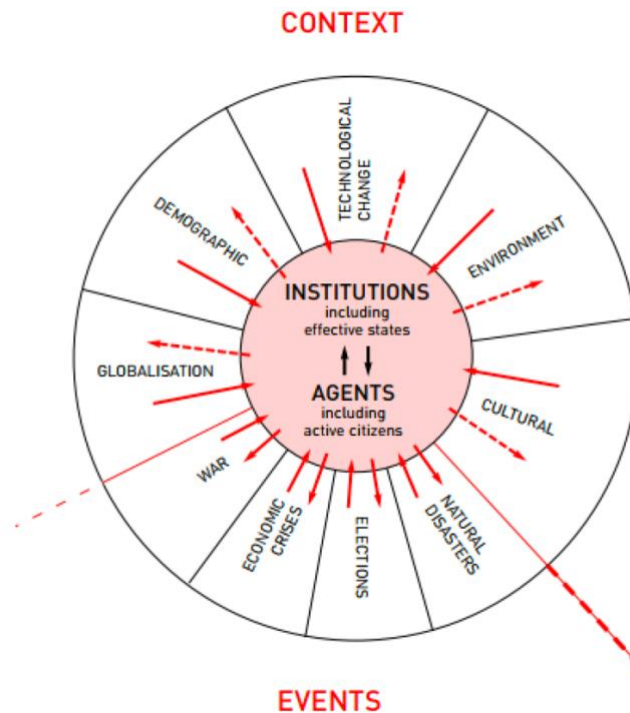 CONTEXT
TECHNOLOGICAL
CHANGE
DEMOGRAPHIC
ENVIRONMENT
INSTITUTIONS
including
effective states
GLOBALISATION
AGENTS
including
active citizens
CULTURAL
WAR
ECONOMIC
CRISES
ELECTIONS
NATURAL
DISASTERS
EVENTS